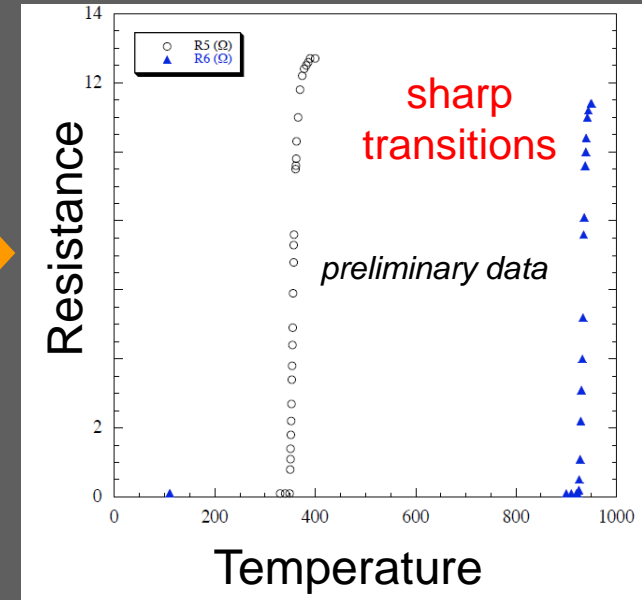 14
R5 (Ω)
R6 (Ω)
12
sharp
transitions
Resistance
preliminary data
2
0
0
200
400
600
800
1000
Temperature